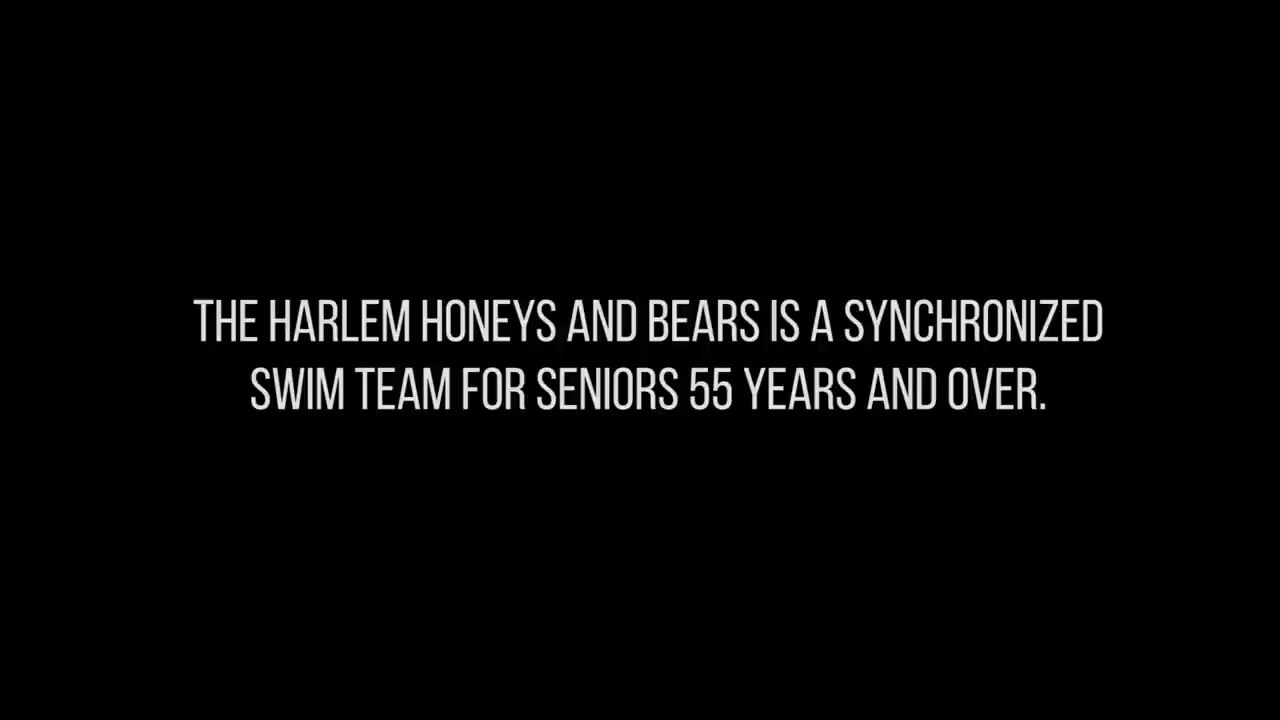 THE HARLEM HONEYS AND BEARS IS A SYNCHRONIZED
SWIM TEAM FOR SENIORS 55 YEARS AND OVER.